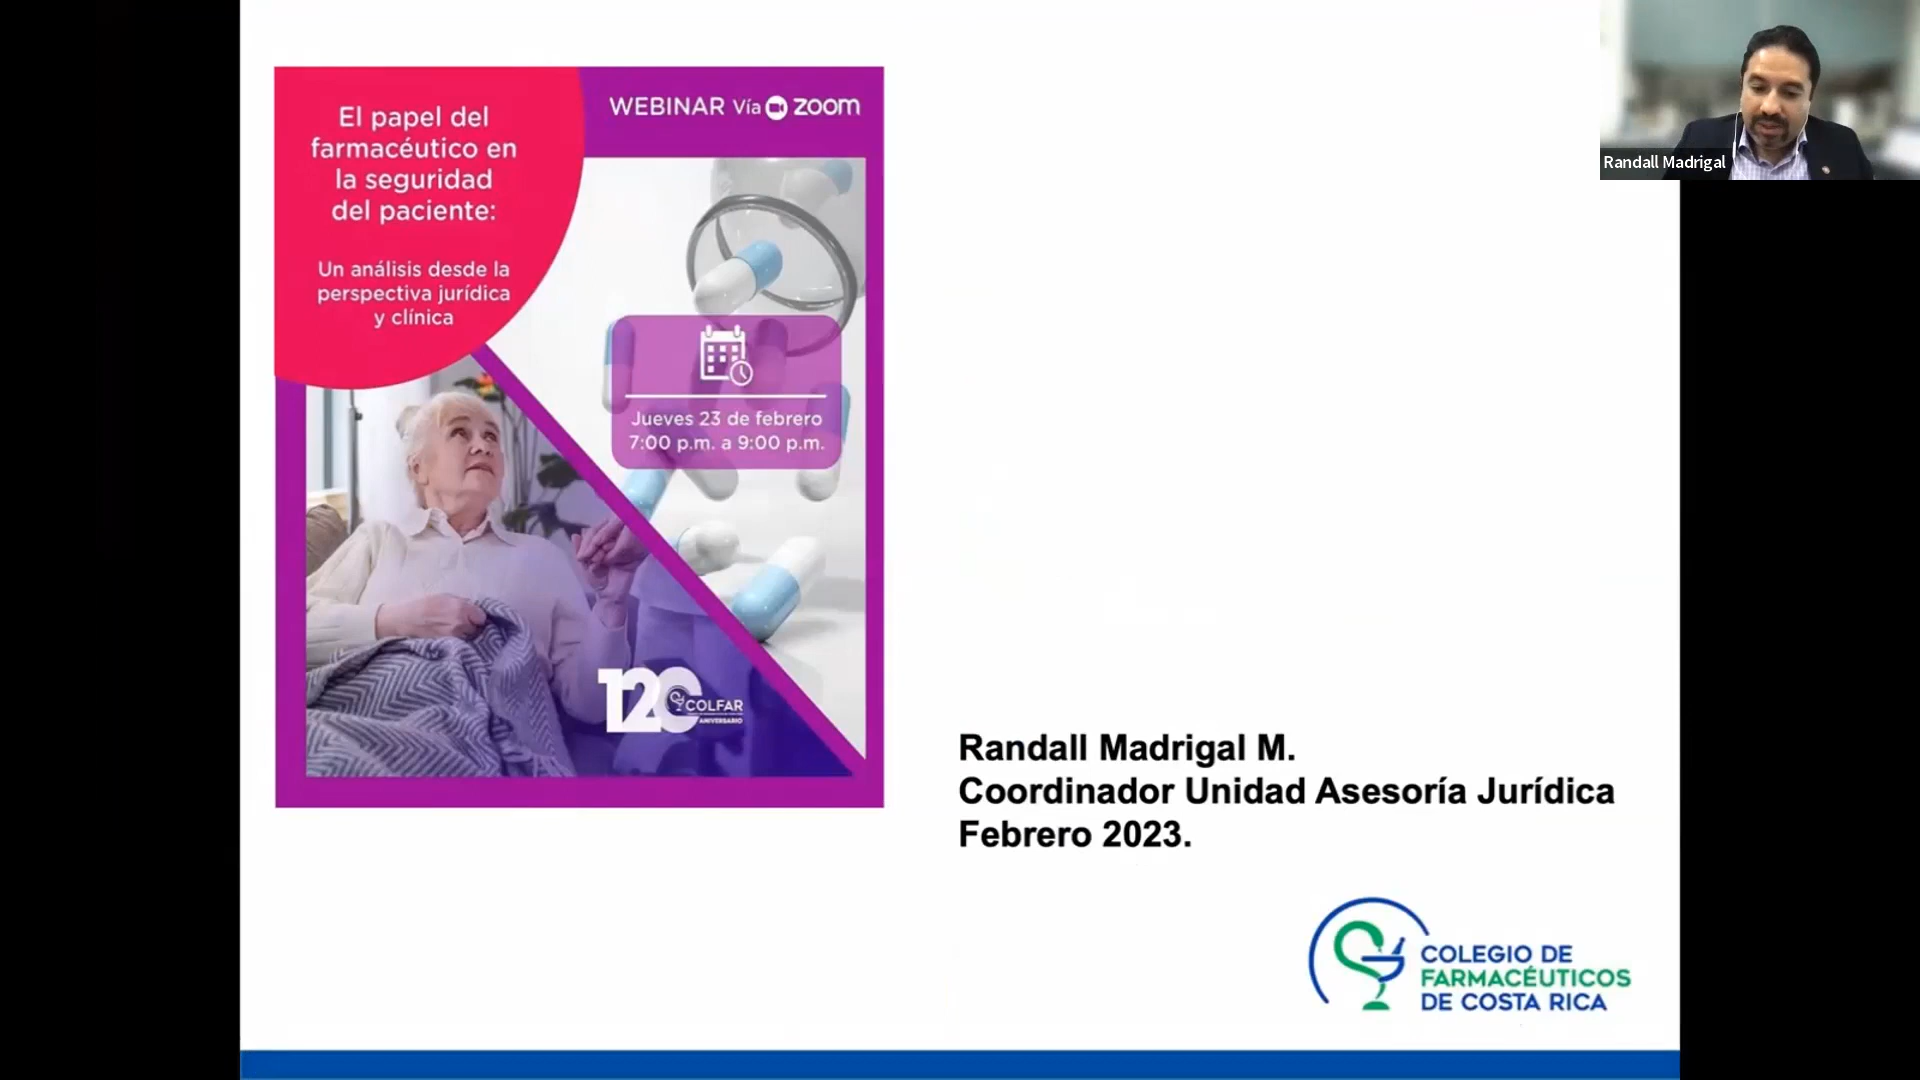 El papel del
farmacéutico en
la seguridad
del paciente:
Un análisis desde la
perspectiva jurídica
y clínica
WEBINAR Vía zoom
Jueves 23 de febrero
7:00 p.m. a 9:00 p.m.
120 COLFAR
ANIVERSARIO
Randall Madrigal
Randall Madrigal M.
Coordinador Unidad Asesoría Jurídica
Febrero 2023.
COLEGIO DE
FARMACÉUTICOS
DE COSTA RICA